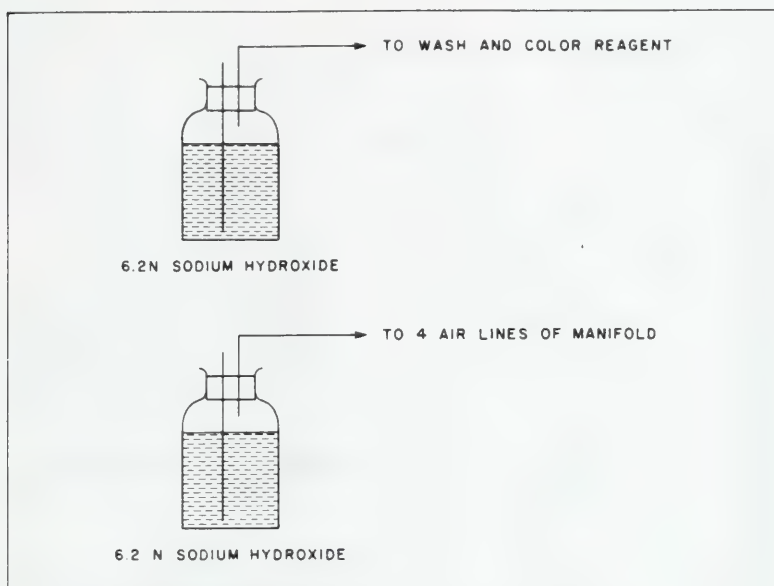 TO WASH AND COLOR REAGENT
6.2N SODIUM HYDROXIDE
TO 4 AIR LINES OF MANIFOLD
6.2 N SODIUM HYDROXIDE